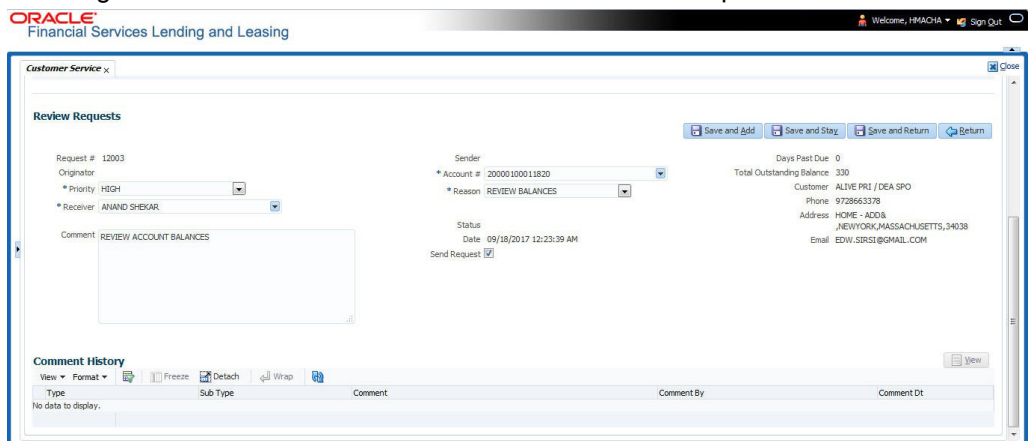 ORACLE
Financial Services Lending and Leasing
Welcome, HMACHA
Sign Out
Customer Service x
Close
Review Requests
Save and Add
Save and Stay
Save and Return
Return
Request # 12003
Originator
* Priority HIGH
* Receiver ANAND SHEKAR
Comment REVIEW ACCOUNT BALANCES
Sender
* Account # 20000100011820
* Reason REVIEW BALANCES
Status
Date 09/18/2017 12:23:39 AM
Send Request
Days Past Due 0
Total Outstanding Balance 330
Customer ALIVE PRI / DEA SPO
Phone 9728663378
Address HOME - ADD&
,NEWYORK,MASSACHUSETTS,34038
Email EDW.SIRSI@GMAIL.COM
Comment History
View
View Format Freeze Detach Wrap
Type Sub Type Comment Comment By Comment Dt
No data to display.